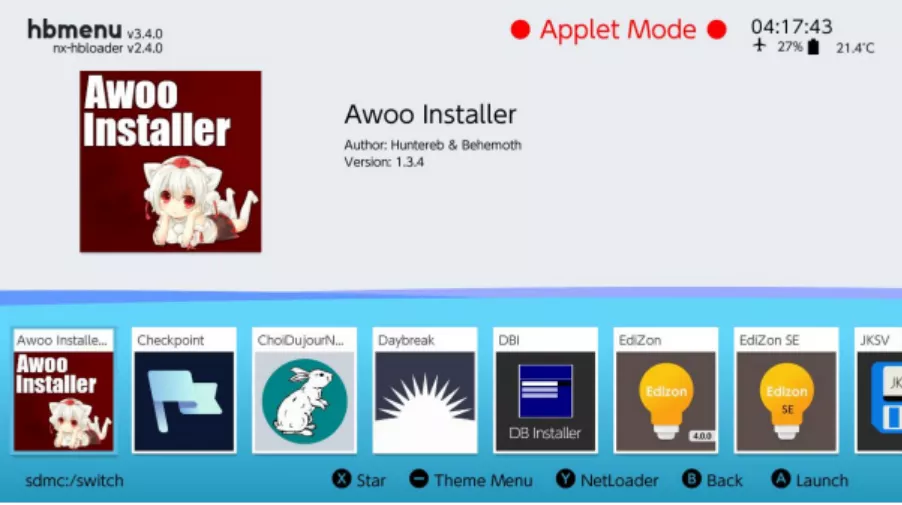 hbmenu v3.4.0
nx-hbloader v2.4.0
Applet Mode
04:17:43
27% 21.4°C
Awoo
Installer
Awoo Installer
Author: Huntereb & Behemoth
Version: 1.3.4
Awoo Installe...
Checkpoint
ChoiDujourN...
Daybreak
DBI
EdiZon
EdiZon SE
JKSV
Awoo
Installer
DB Installer
EdiZon
4.0.0
EdiZon
SE
JK
sdmc:/switch
X Star
Theme Menu
Y NetLoader
B Back
A Launch